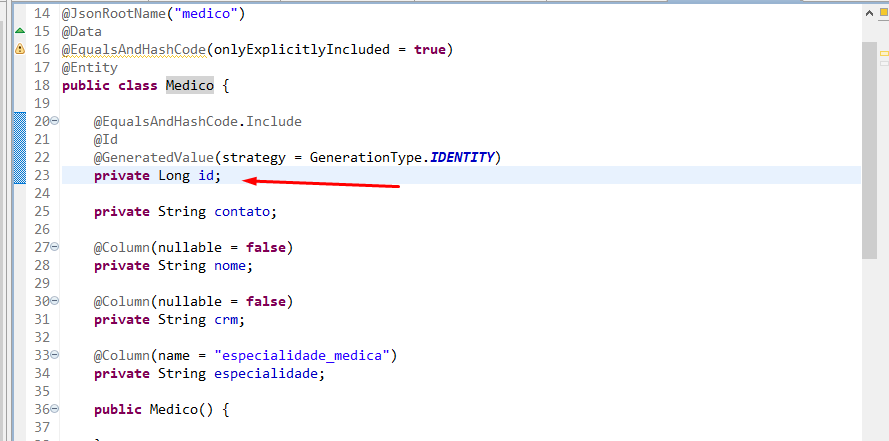 14 @JsonRootName("medico")
15 @Data
16 @EqualsAndHashCode(onlyExplicitlyIncluded = true)
17 @Entity
18 public class Medico {
19
20 @EqualsAndHashCode.Include
21 @Id
22 @GeneratedValue(strategy = GenerationType.IDENTITY)
23 private Long id;
24
25 private String contato;
26
27 @Column(nullable = false)
28 private String nome;
29
30 @Column(nullable = false)
31 private String crm;
32
33 @Column(name = "especialidade_medica")
34 private String especialidade;
35
36 public Medico() {
37